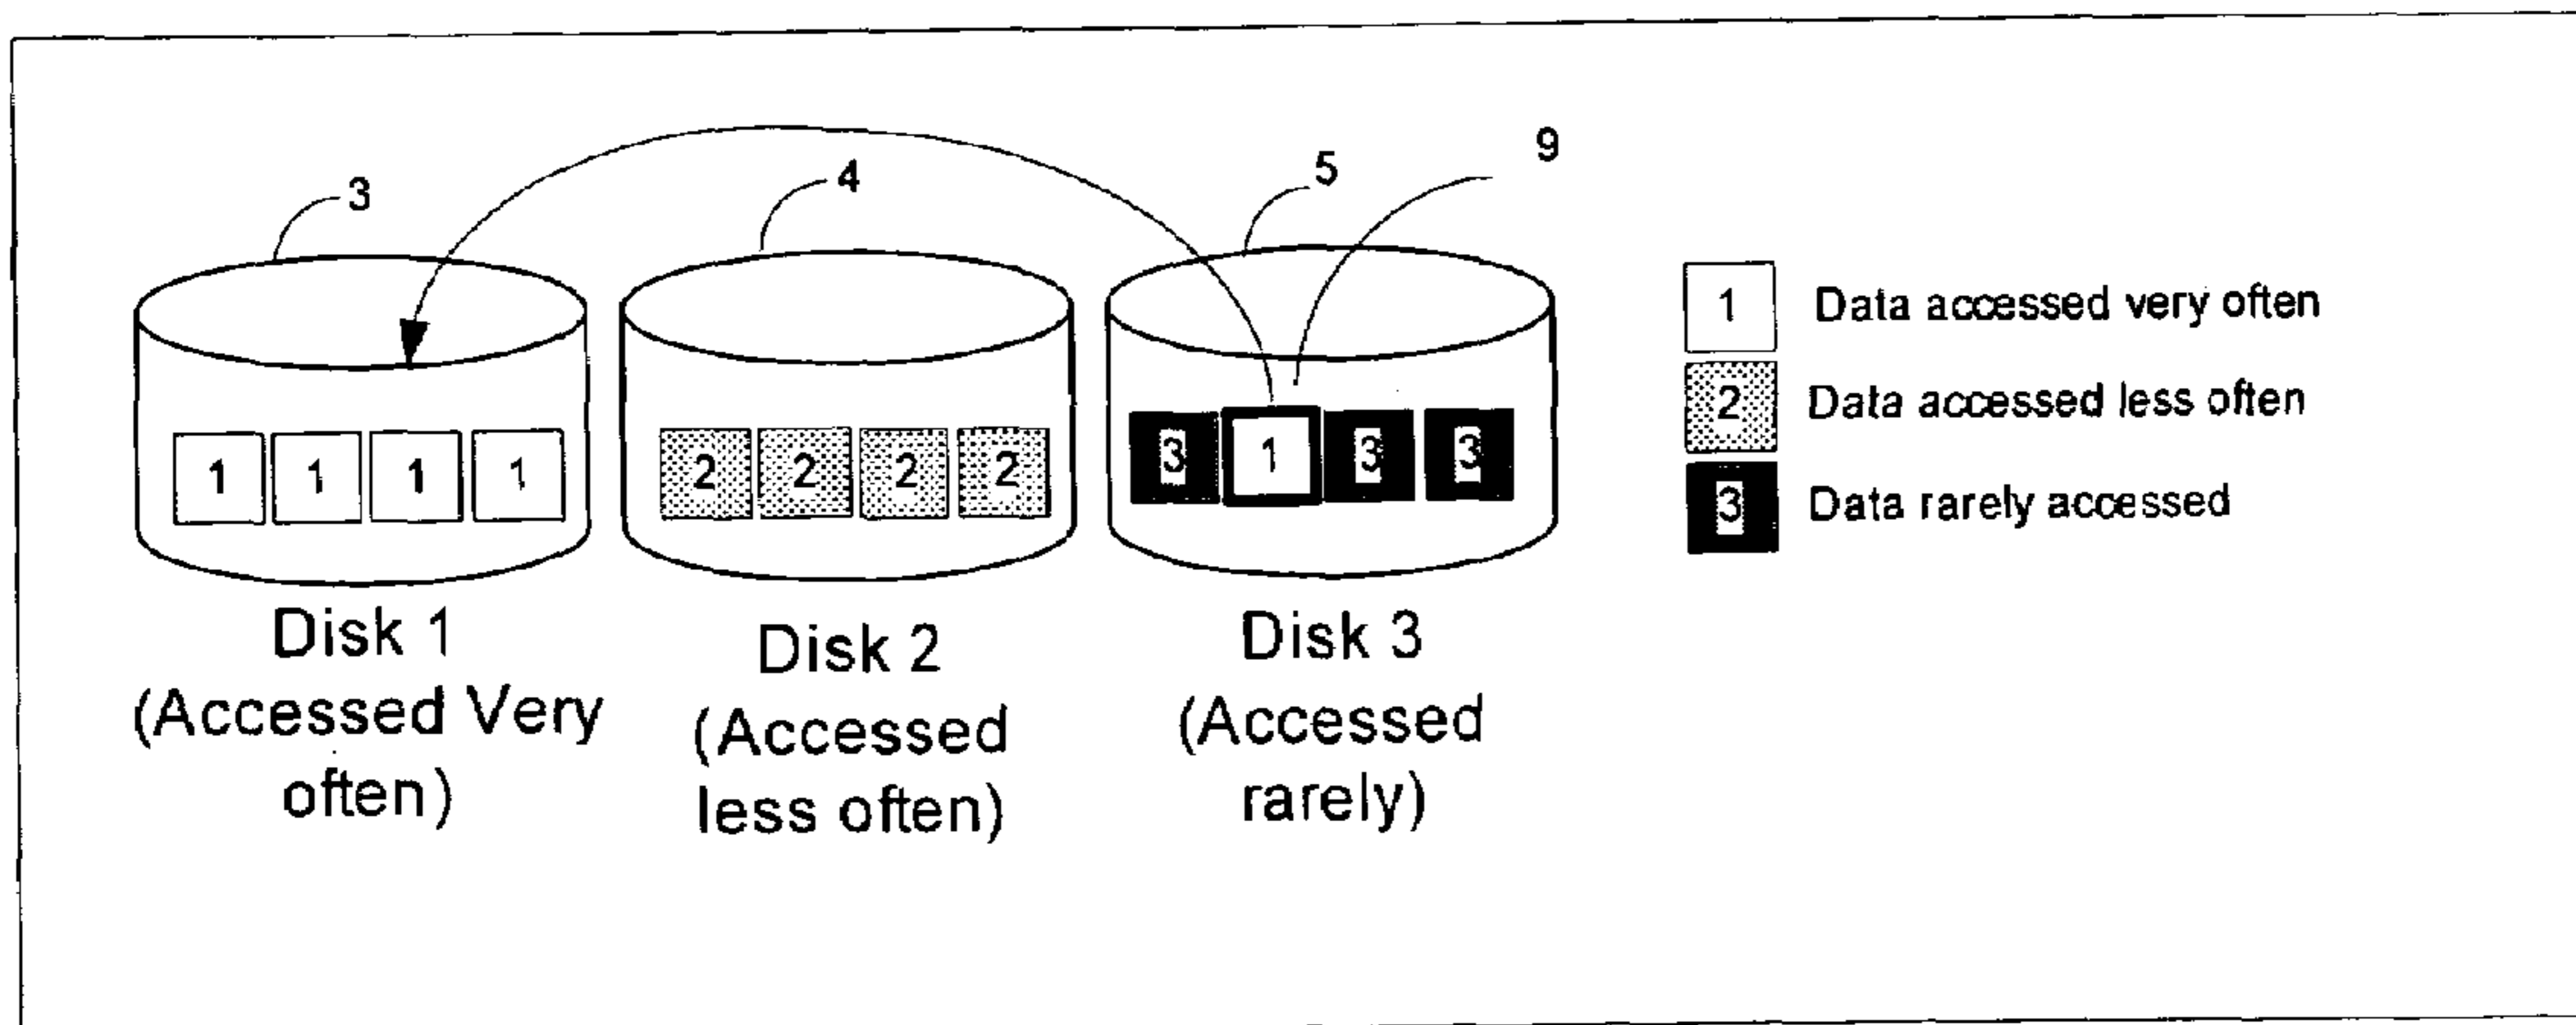 9
3
4
5
1 Data accessed very often
2 Data accessed less often
3 Data rarely accessed
1 1 1 1
2 2 2 2
3 1 3 3
Disk 1
(Accessed Very
often)
Disk 2
(Accessed
less often)
Disk 3
(Accessed
rarely)